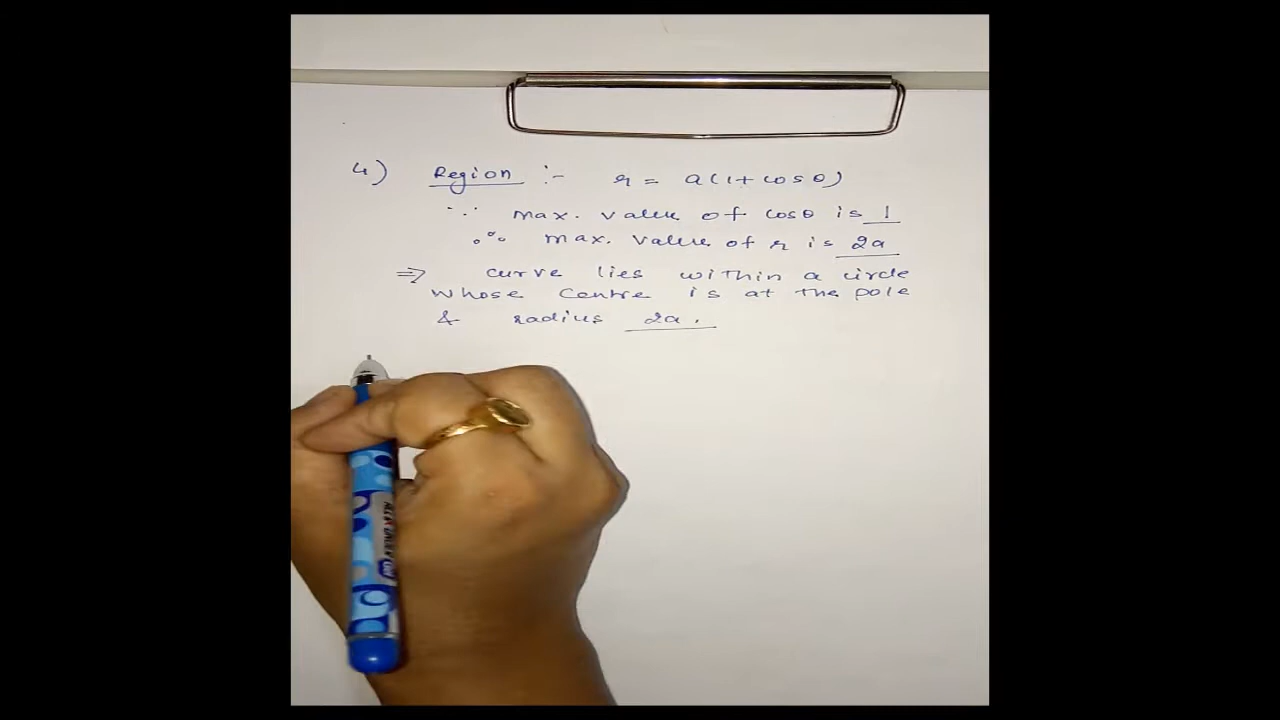 4) Region :- r = a(1+cosθ)
∵ max. value of cosθ is 1
∴ max. value of r is 2a
⇒ curve lies within a circle
whose centre is at the pole
& radius 2a.